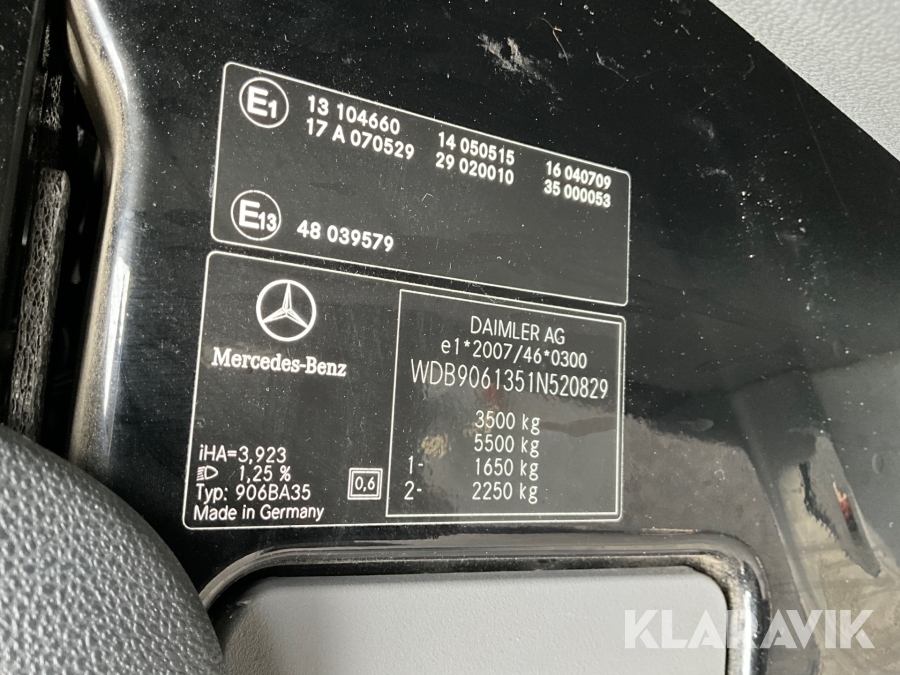 E1 13 104660 14 050515 16 040709
17 A 070529 29 020010 35 000053
E13 48 039579
Mercedes-Benz
iHA=3,923
1,25 %
Typ: 906BA35
Made in Germany
0,6
DAIMLER AG
e1*2007/46*0300
WDB9061351N520829
3500 kg
5500 kg
1- 1650 kg
2- 2250 kg
KLARAVIK